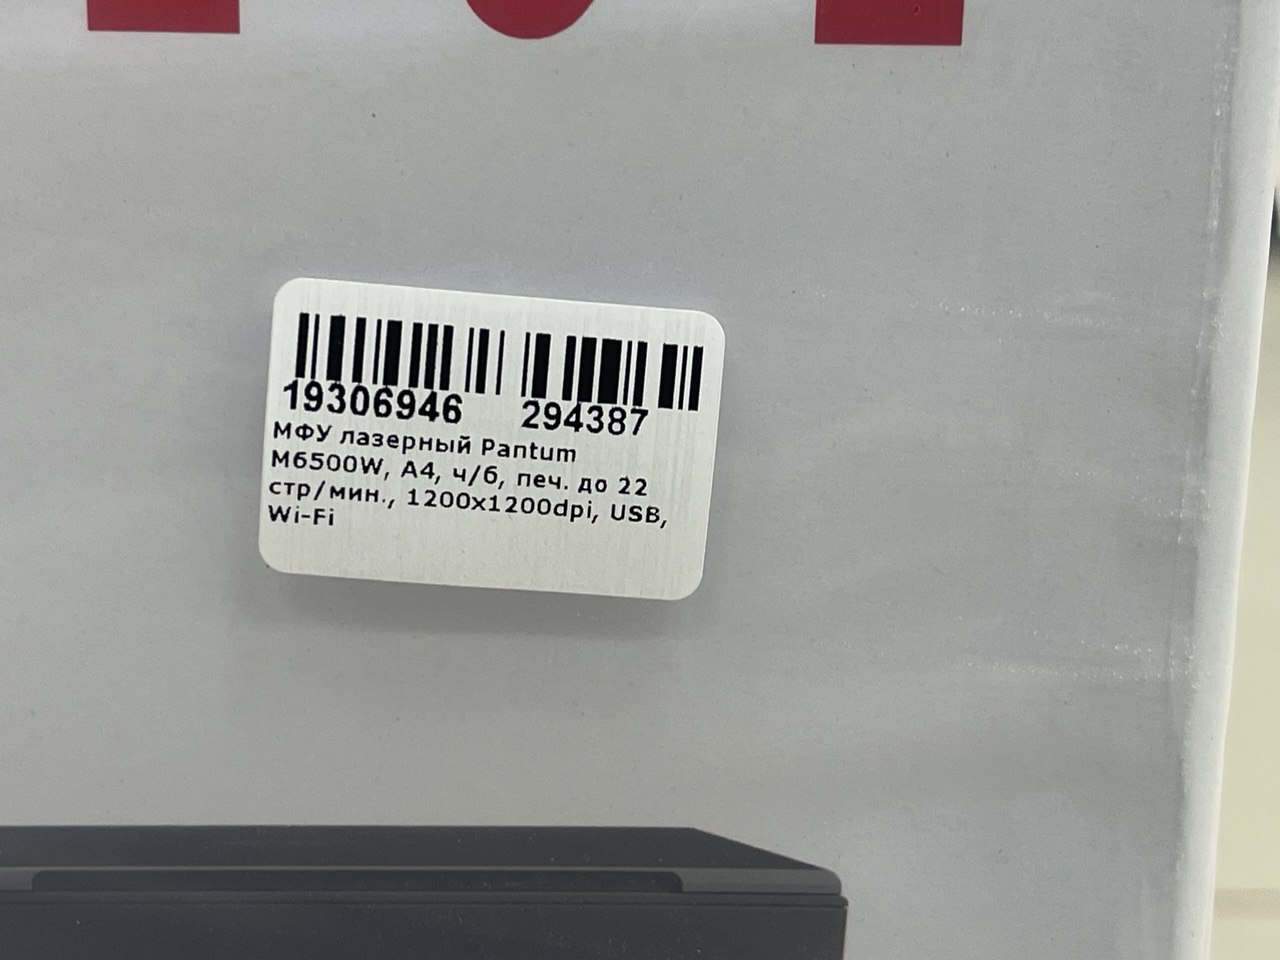 19306946 294387
МФУ лазерный Pantum
M6500W, A4, ч/б, печ. до 22
стр/мин., 1200x1200dpi, USB,
Wi-Fi